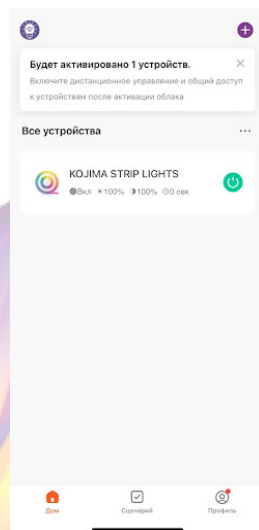 Будет активировано 1 устройств.
Включите дистанционное управление и общий доступ
к устройствам после активации облака
Все устройства
KOJIMA STRIP LIGHTS
Вкл 100% 100% 0 сек
Дом
Сценарий
Профиль